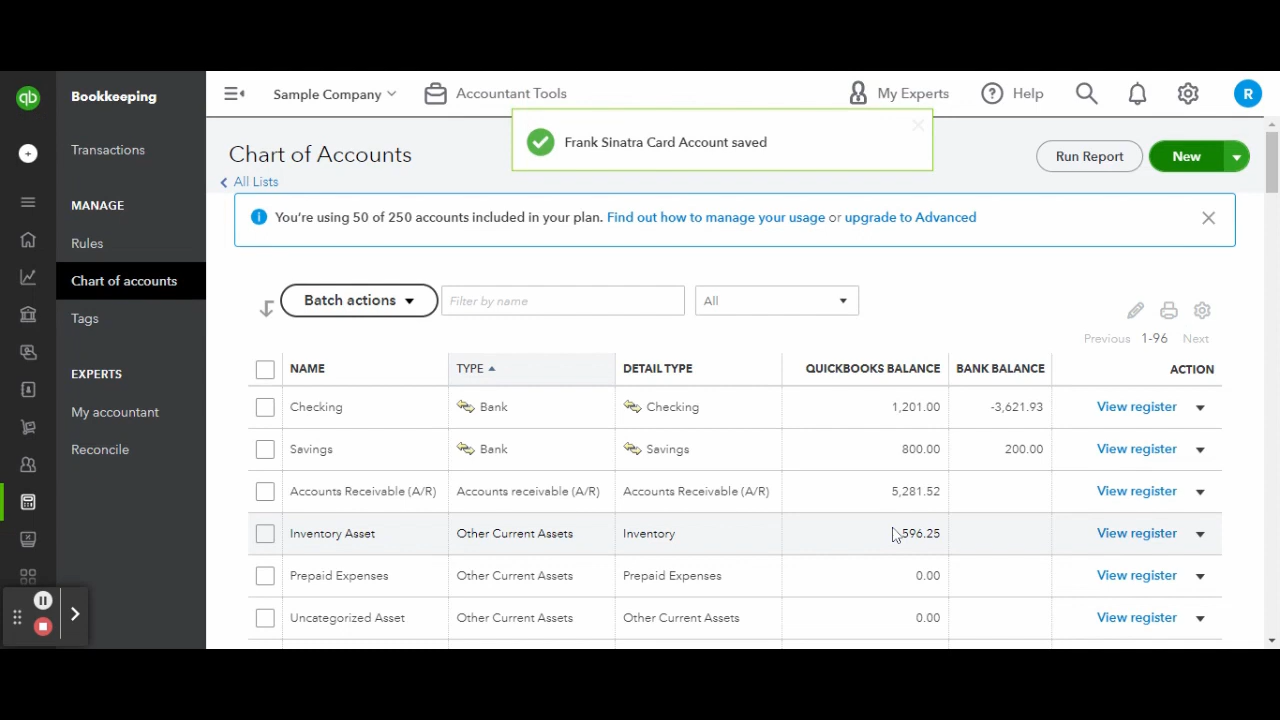 qb
Bookkeeping
Sample Company
Accountant Tools
My Experts
Help
R
Transactions
MANAGE
Rules
Chart of accounts
Tags
EXPERTS
My accountant
Reconcile
Frank Sinatra Card Account saved
Chart of Accounts
All Lists
Run Report
New
You're using 50 of 250 accounts included in your plan. Find out how to manage your usage or upgrade to Advanced
Batch actions
Filter by name
All
Previous 1-96 Next
NAME TYPE DETAIL TYPE QUICKBOOKS BALANCE BANK BALANCE ACTION
Checking Bank Checking 1,201.00 -3,621.93 View register
Savings Bank Savings 800.00 200.00 View register
Accounts Receivable (A/R) Accounts receivable (A/R) Accounts Receivable (A/R) 5,281.52 View register
Inventory Asset Other Current Assets Inventory 596.25 View register
Prepaid Expenses Other Current Assets Prepaid Expenses 0.00 View register
Uncategorized Asset Other Current Assets Other Current Assets 0.00 View register